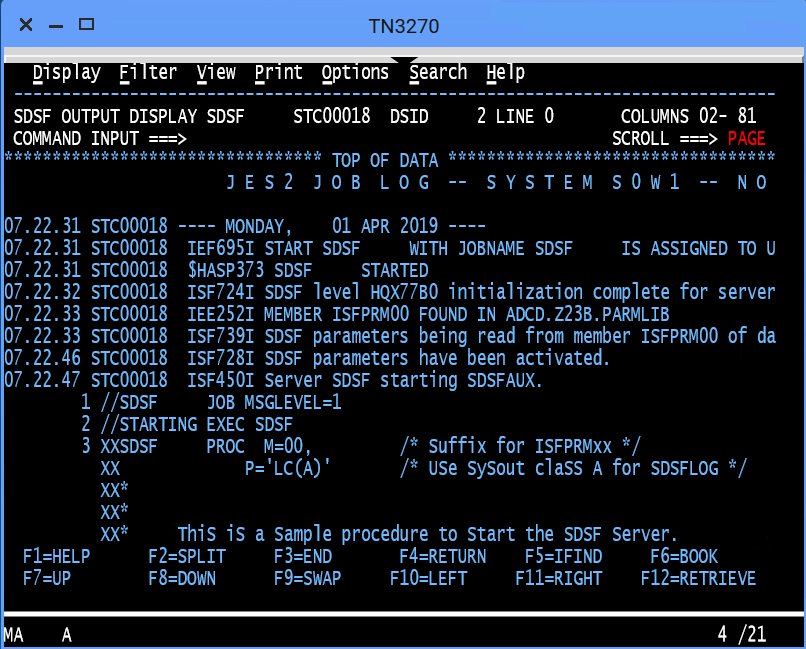 TN3270
Display Filter View Print Options Search Help
-------------------------------------------------------------------------------
SDSF OUTPUT DISPLAY SDSF     STC00018  DSID     2 LINE 0       COLUMNS 02- 81
COMMAND INPUT ===>                                            SCROLL ===> PAGE
********************************* TOP OF DATA **********************************
J E S 2  J O B  L O G  --  S Y S T E M  S 0 W 1  --  N O
07.22.31 STC00018 ---- MONDAY,    01 APR 2019 ----
07.22.31 STC00018  IEF695I START SDSF     WITH JOBNAME SDSF     IS ASSIGNED TO U
07.22.31 STC00018  $HASP373 SDSF     STARTED
07.22.32 STC00018  ISF724I SDSF level HQX77B0 initialization complete for server
07.22.33 STC00018  IEE252I MEMBER ISFPRM00 FOUND IN ADCD.Z23B.PARMLIB
07.22.33 STC00018  ISF739I SDSF parameters being read from member ISFPRM00 of da
07.22.46 STC00018  ISF728I SDSF parameters have been activated.
07.22.47 STC00018  ISF450I Server SDSF starting SDSFAUX.
1 //SDSF     JOB MSGLEVEL=1
2 //STARTING EXEC SDSF
3 XXSDSF     PROC  M=00,         /* Suffix for ISFPRMxx */
XX             P='LC(A)'       /* USe SySout claSS A for SDSFLOG */
XX*
XX*
XX*     ThiS iS a Sample procedure to Start the SDSF Server.
F1=HELP      F2=SPLIT     F3=END       F4=RETURN    F5=IFIND     F6=BOOK
F7=UP        F8=DOWN      F9=SWAP     F10=LEFT     F11=RIGHT    F12=RETRIEVE
MA    A                                                                   4 /21